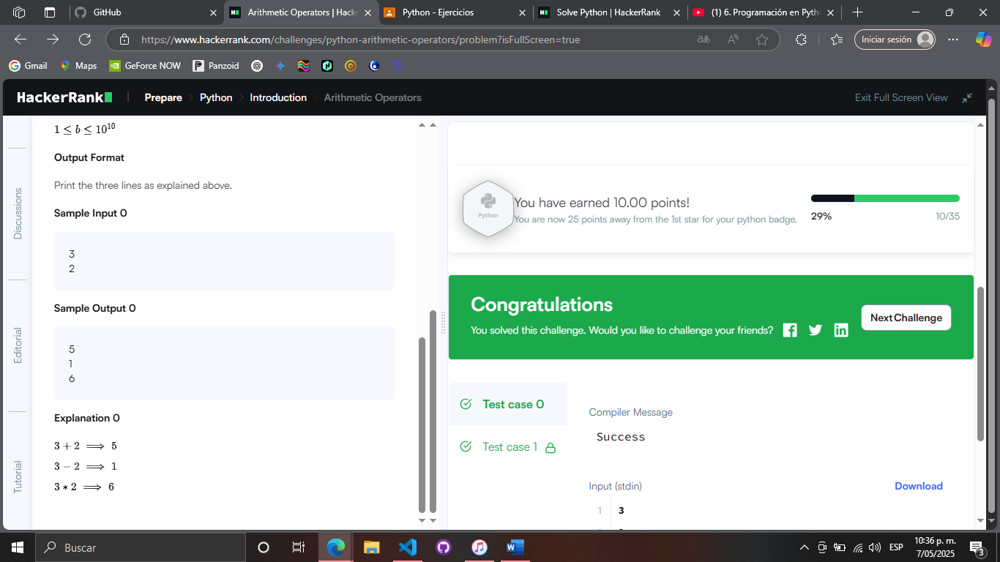 GitHub
Arithmetic Operators | Hack
Python - Ejercicios
Solve Python | HackerRank
(1) 6. Programación en Pyth
https://www.hackerrank.com/challenges/python-arithmetic-operators/problem?isFullScreen=true
Iniciar sesión
Gmail
Maps
GeForce NOW
Panzoid
HackerRank
Prepare
Python
Introduction
Arithmetic Operators
Exit Full Screen View
Discussions
Editorial
Tutorial
1 ≤ b ≤ 10^10
Output Format
Print the three lines as explained above.
Sample Input 0
3
2
Sample Output 0
5
1
6
Explanation 0
3 + 2 ⟹ 5
3 − 2 ⟹ 1
3 ∗ 2 ⟹ 6
Python
You have earned 10.00 points!
You are now 25 points away from the 1st star for your python badge.
29%
10/35
Congratulations
You solved this challenge. Would you like to challenge your friends?
Next Challenge
Test case 0
Test case 1
Compiler Message
Success
Input (stdin)
Download
1
3
Buscar
ESP
10:36 p. m.
7/05/2025
3